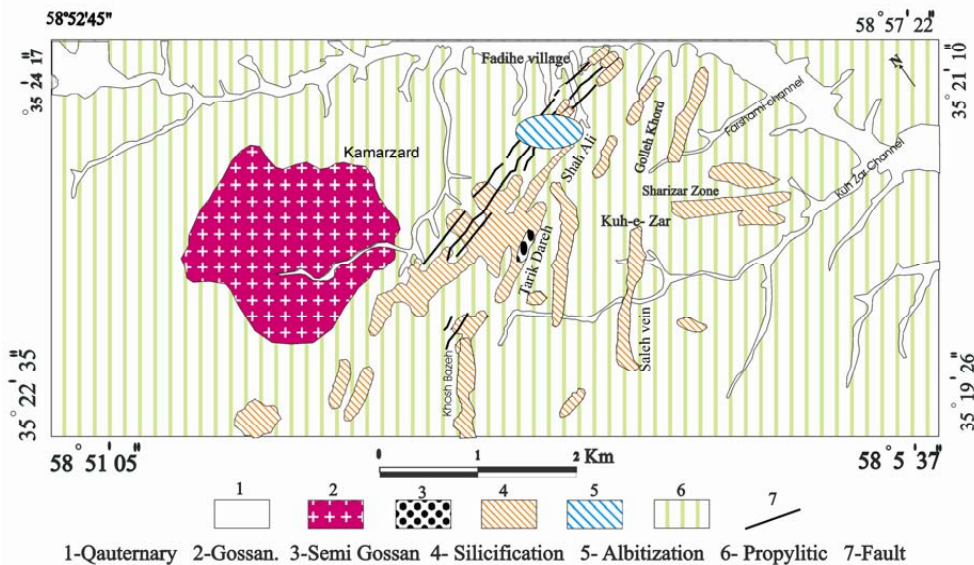 58°52'45"
58°57' 22"
35°24' 17"
35°21' 10"
N
Fadihe village
Kamarzard
Shah Ali
Golleh Khord
Farshami channel
Kuh Zar Channel
Sharizar Zone
Kuh-e- Zar
Tarik Dareh
Saleh vein
Khosh Bazeh
35° 22' 35"
35°19' 26
58° 51' 05"
58° 5' 37"
0 1 2 Km
1 2 3 4 5 6 7
1-Qauternary 2-Gossan. 3-Semi Gossan 4- Silicification 5- Albitization 6- Propylitic 7-Fault